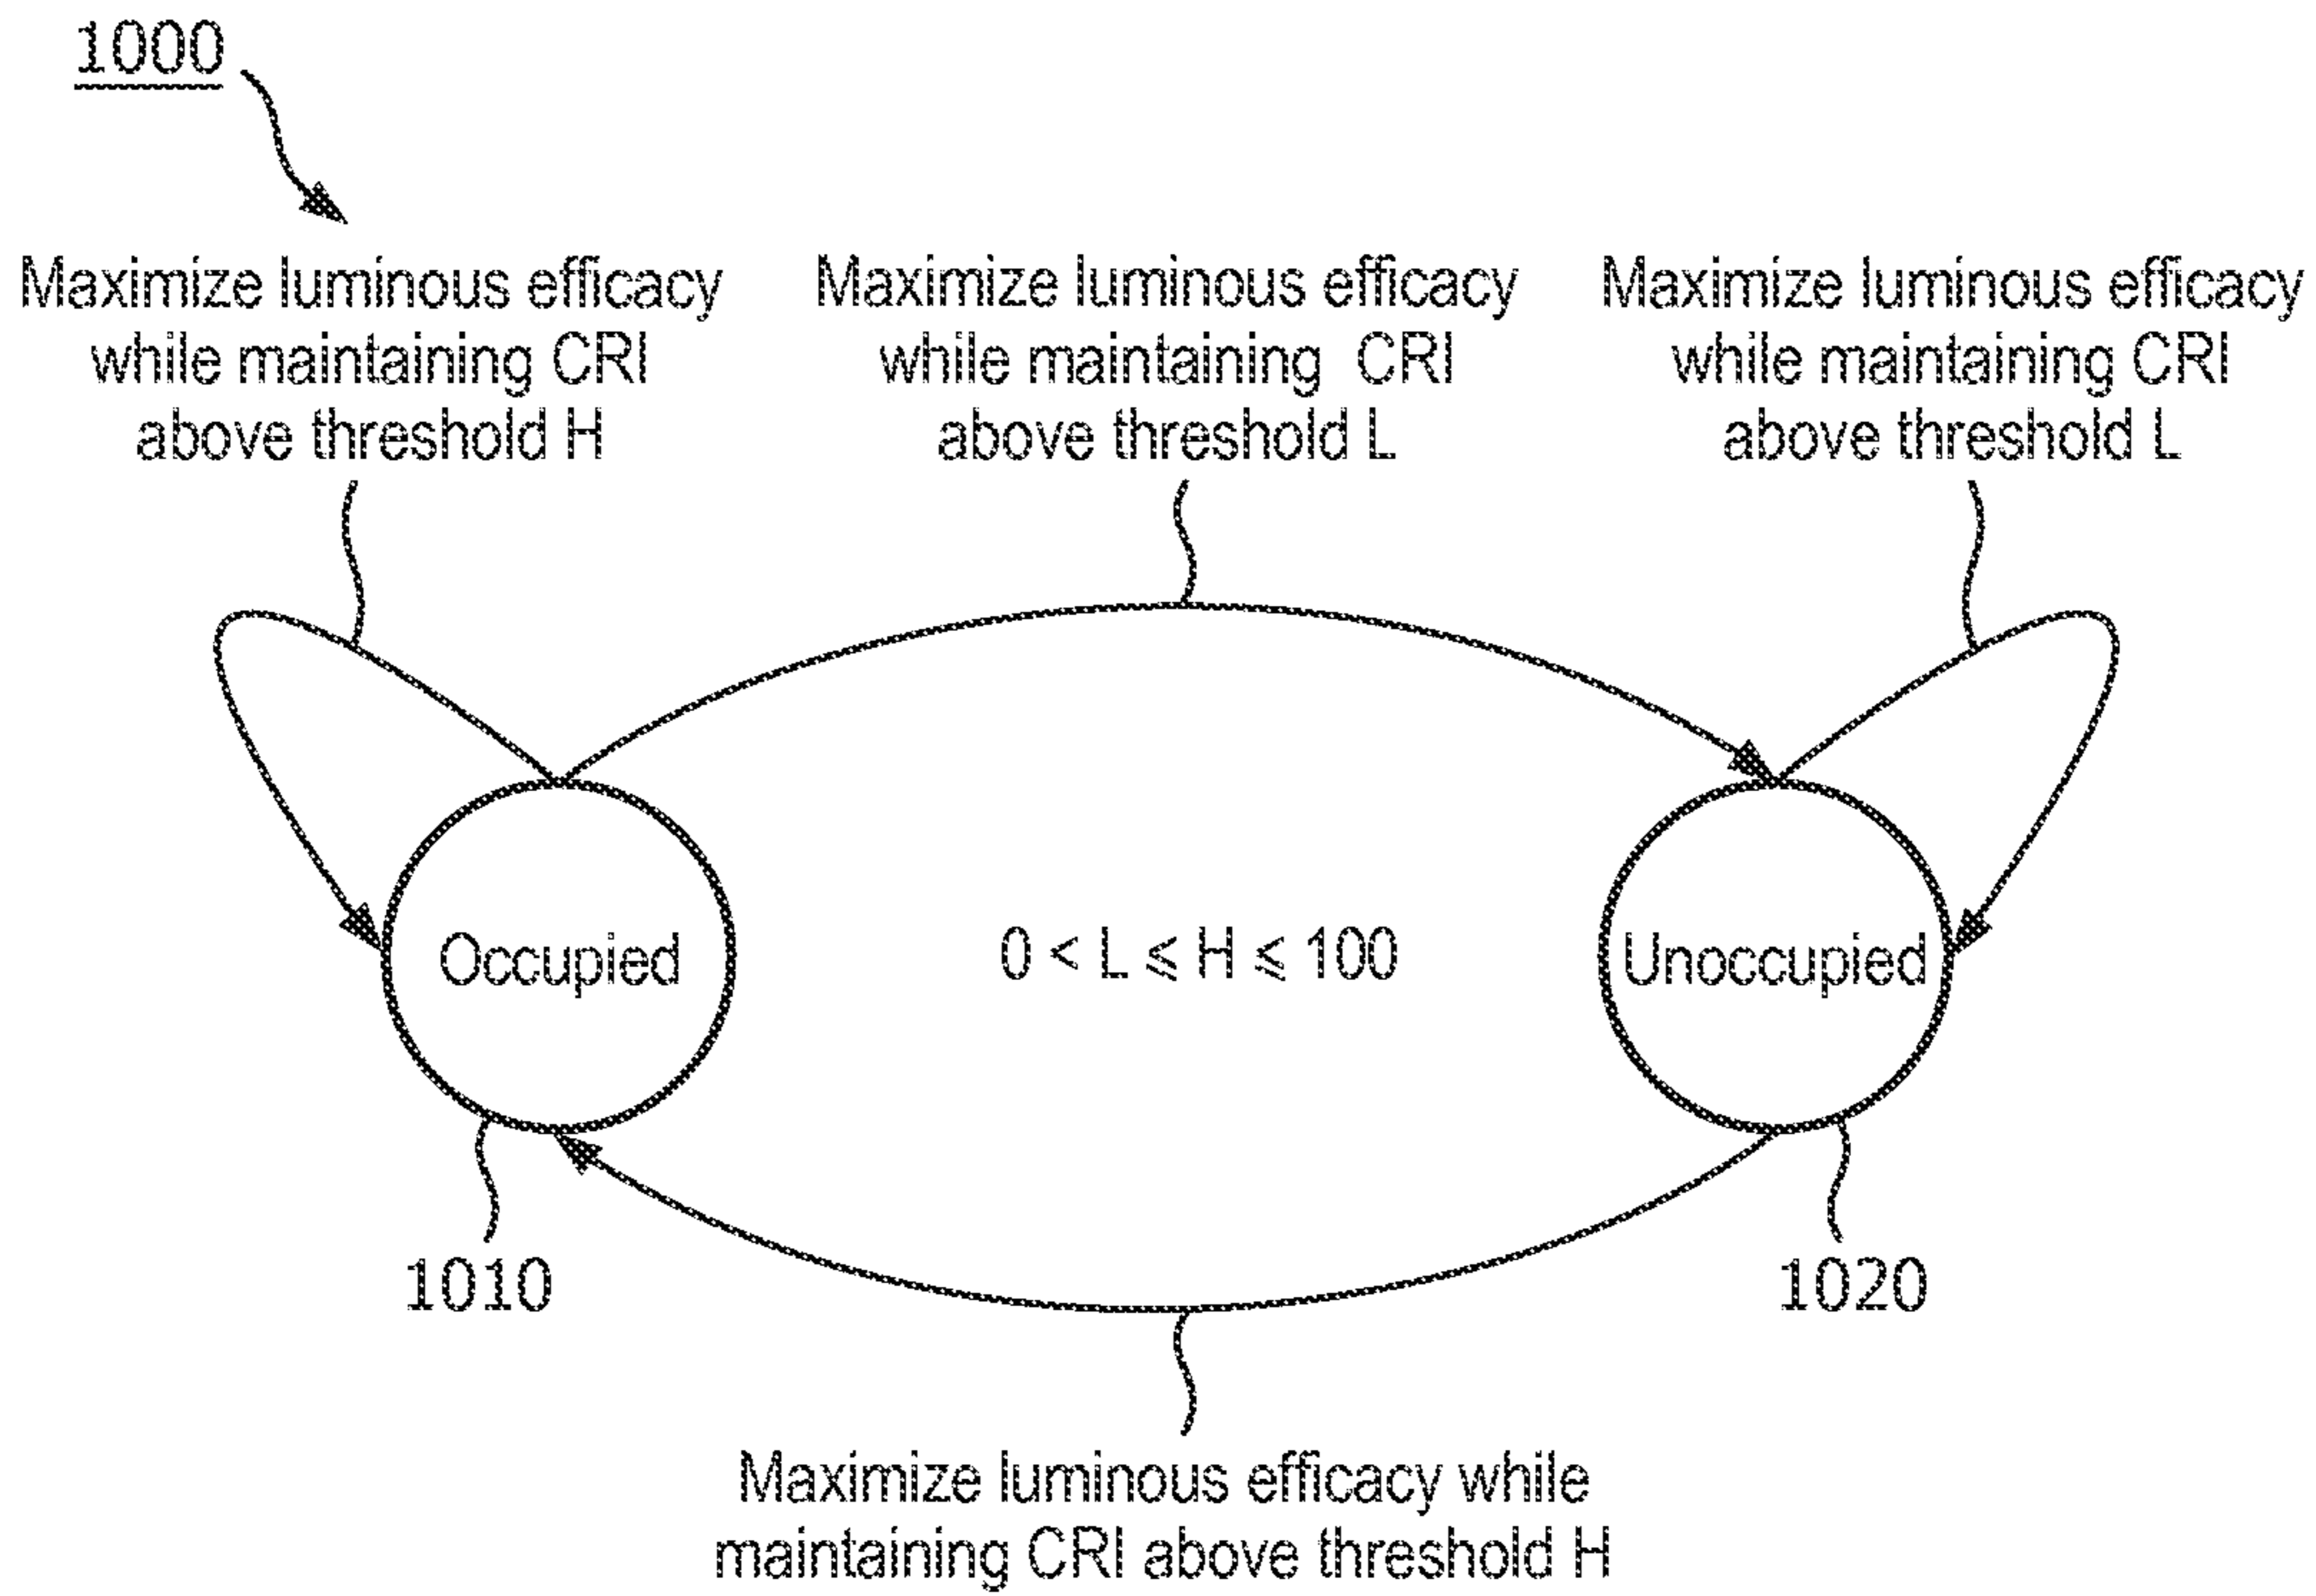 1000
Maximize luminous efficacy
while maintaining CRI
above threshold H
Maximize luminous efficacy
while maintaining CRI
above threshold L
Maximize luminous efficacy
while maintaining CRI
above threshold L
Occupied
0 < L ⩽ H ⩽ 100
Unoccupied
1010
1020
Maximize luminous efficacy while
maintaining CRI above threshold H